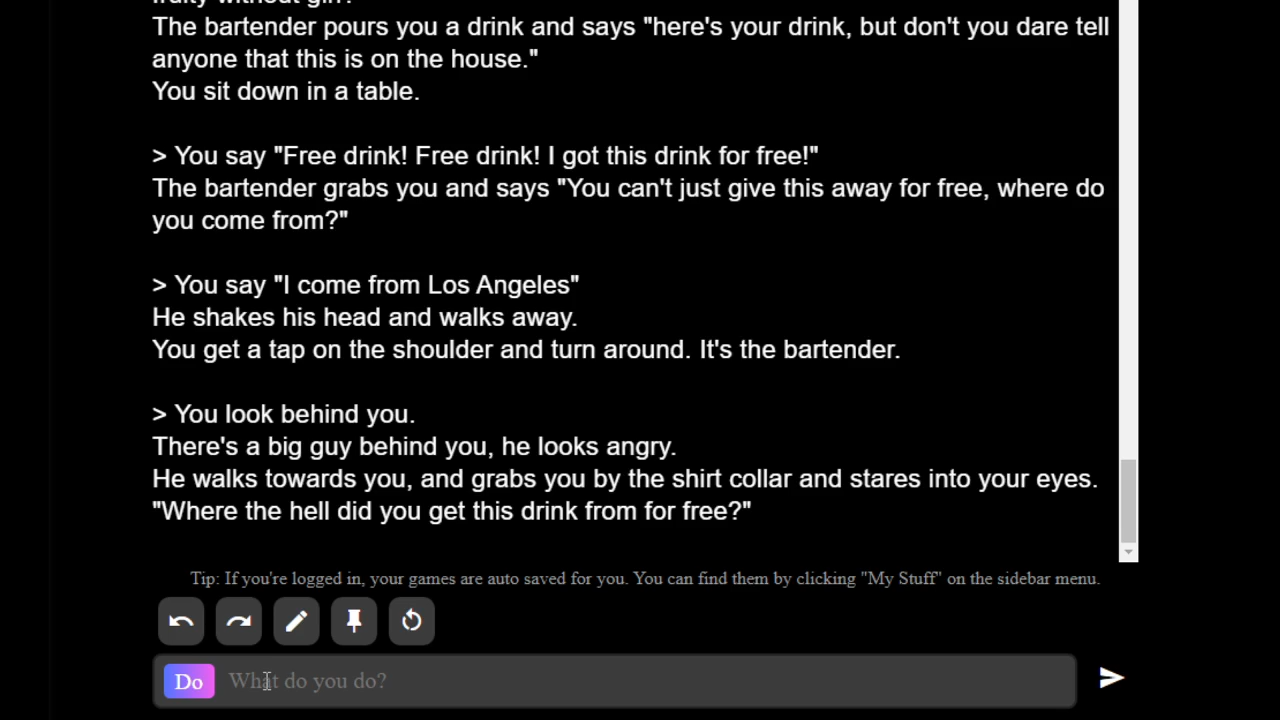 The bartender pours you a drink and says "here's your drink, but don't you dare tell
anyone that this is on the house."
You sit down in a table.
> You say "Free drink! Free drink! I got this drink for free!"
The bartender grabs you and says "You can't just give this away for free, where do
you come from?"
> You say "I come from Los Angeles"
He shakes his head and walks away.
You get a tap on the shoulder and turn around. It's the bartender.
> You look behind you.
There's a big guy behind you, he looks angry.
He walks towards you, and grabs you by the shirt collar and stares into your eyes.
"Where the hell did you get this drink from for free?"
Tip: If you're logged in, your games are auto saved for you. You can find them by clicking "My Stuff" on the sidebar menu.
Do What do you do?